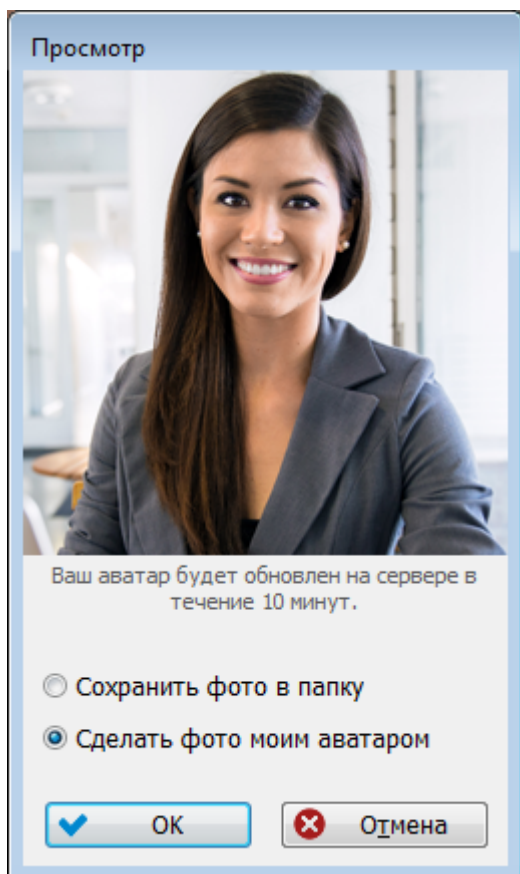 Просмотр
Ваш аватар будет обновлен на сервере в
течение 10 минут.
Сохранить фото в папку
Сделать фото моим аватаром
OK
Отмена